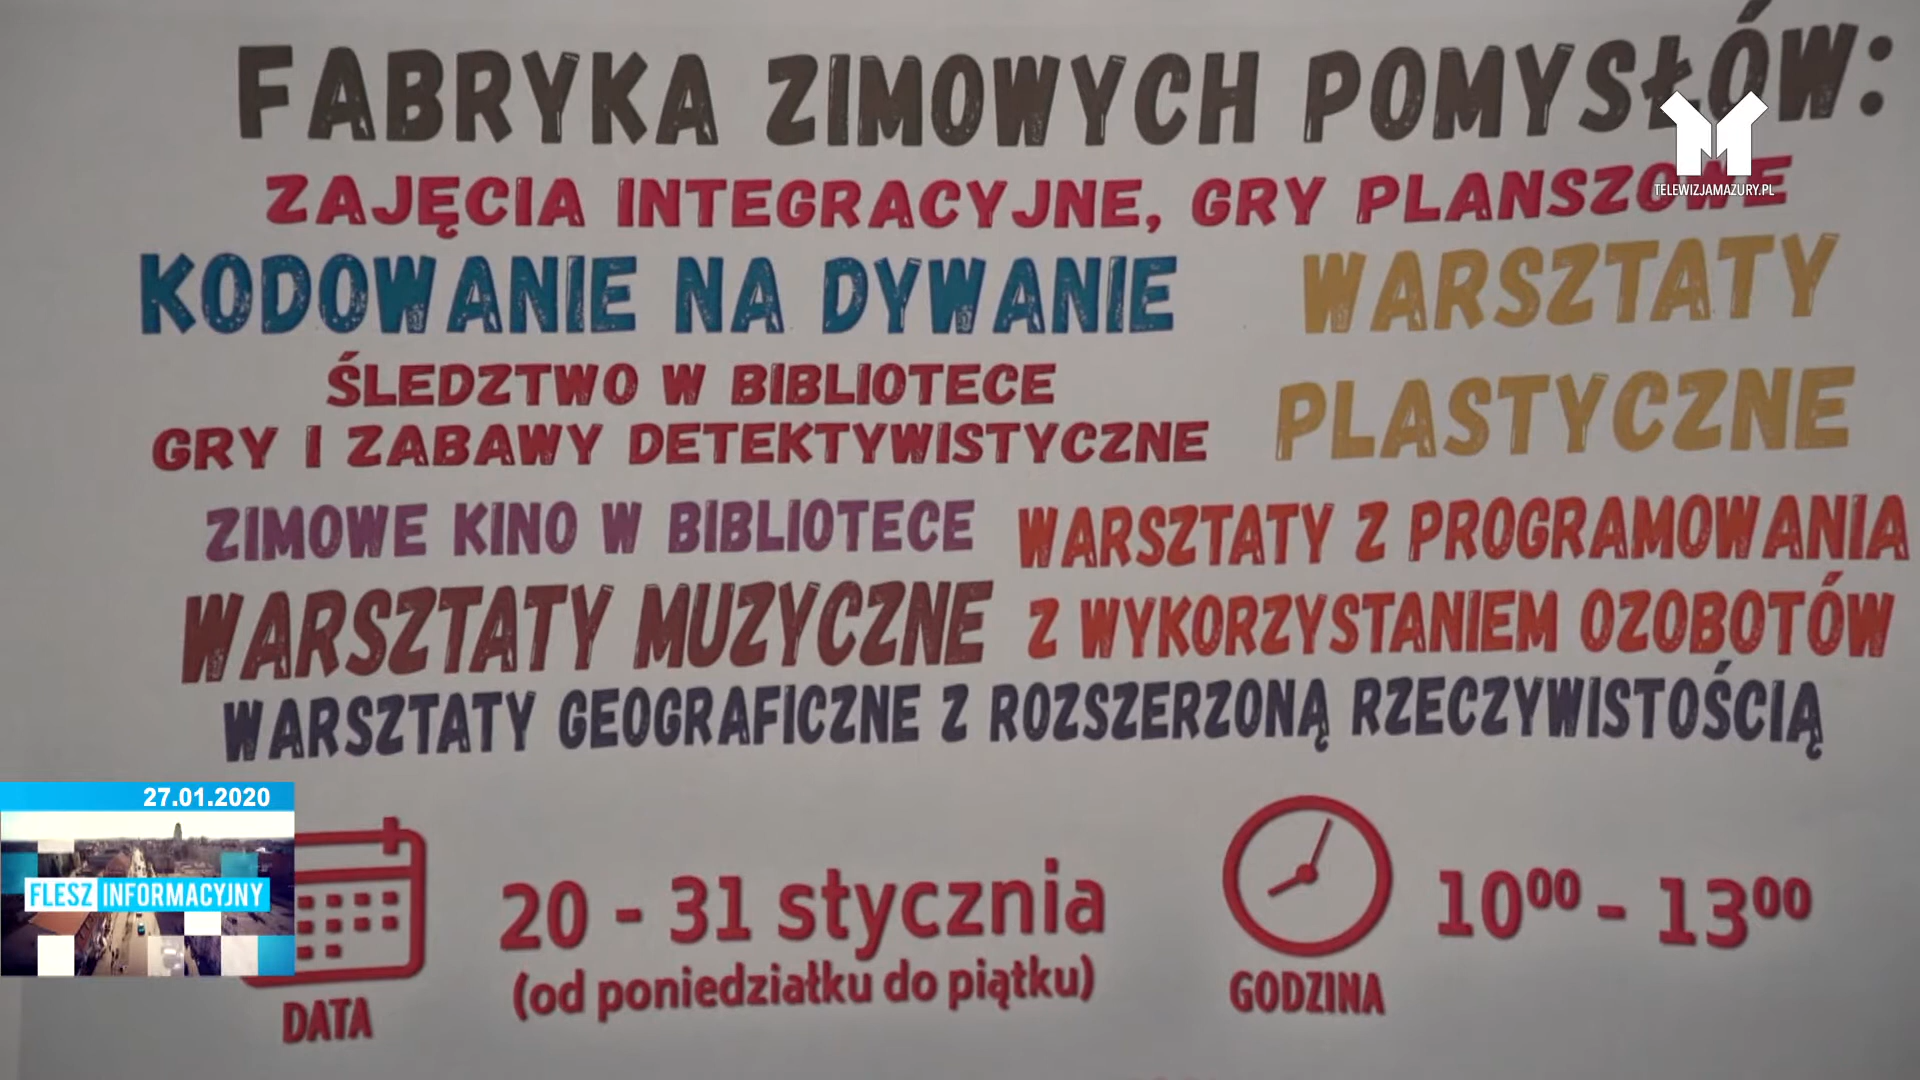 FABRYKA ZIMOWYCH POMYSŁÓW:
TELEWIZJAMAZURY.PL
ZAJĘCIA INTEGRACYJNE, GRY PLANSZOWE
KODOWANIE NA DYWANIE
WARSZTATY
PLASTYCZNE
ŚLEDZTWO W BIBLIOTECE
GRY I ZABAWY DETEKTYWISTYCZNE
ZIMOWE KINO W BIBLIOTECE
WARSZTATY Z PROGRAMOWANIA
Z WYKORZYSTANIEM OZOBOTÓW
WARSZTATY MUZYCZNE
WARSZTATY GEOGRAFICZNE Z ROZSZERZONĄ RZECZYWISTOŚCIĄ
27.01.2020
FLESZ INFORMACYJNY
DATA
20 - 31 stycznia
(od poniedziałku do piątku)
GODZINA
10⁰⁰ - 13⁰⁰